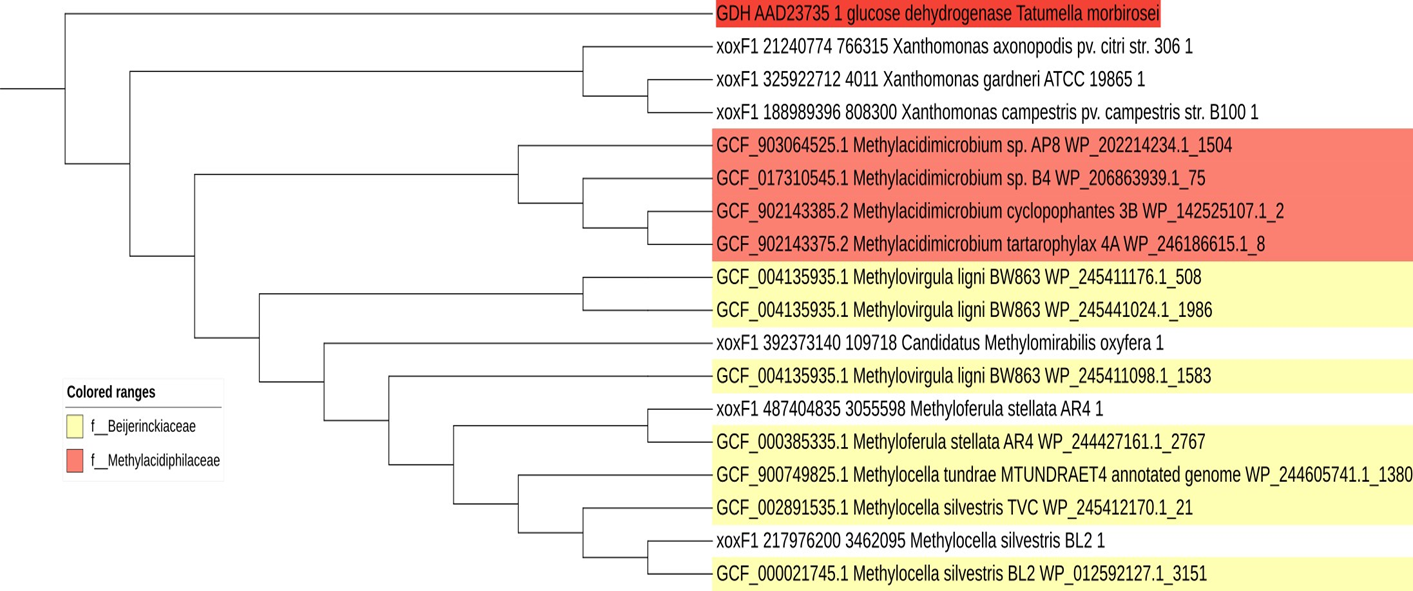 GDH AAD23735 1 glucose dehydrogenase Tatumella morbirosei
xoxF1 21240774 766315 Xanthomonas axonopodis pv. citri str. 306 1
xoxF1 325922712 4011 Xanthomonas gardneri ATCC 19865 1
xoxF1 188989396 808300 Xanthomonas campestris pv. campestris str. B100 1
GCF_903064525.1 Methylacidimicrobium sp. AP8 WP_202214234.1_1504
GCF_017310545.1 Methylacidimicrobium sp. B4 WP_206863939.1_75
GCF_902143385.2 Methylacidimicrobium cyclopophantes 3B WP_142525107.1_2
GCF_902143375.2 Methylacidimicrobium tartarophylax 4A WP_246186615.1_8
GCF_004135935.1 Methylovirgula ligni BW863 WP_245411176.1_508
GCF_004135935.1 Methylovirgula ligni BW863 WP_245441024.1_1986
xoxF1 392373140 109718 Candidatus Methylomirabilis oxyfera 1
GCF_004135935.1 Methylovirgula ligni BW863 WP_245411098.1_1583
xoxF1 487404835 3055598 Methyloferula stellata AR4 1
GCF_000385335.1 Methyloferula stellata AR4 WP_244427161.1_2767
GCF_900749825.1 Methylocella tundrae MTUNDRAET4 annotated genome WP_244605741.1_1380
GCF_002891535.1 Methylocella silvestris TVC WP_245412170.1_21
xoxF1 217976200 3462095 Methylocella silvestris BL2 1
GCF_000021745.1 Methylocella silvestris BL2 WP_012592127.1_3151
Colored ranges
f__Beijerinckiaceae
f__Methylacidiphilaceae